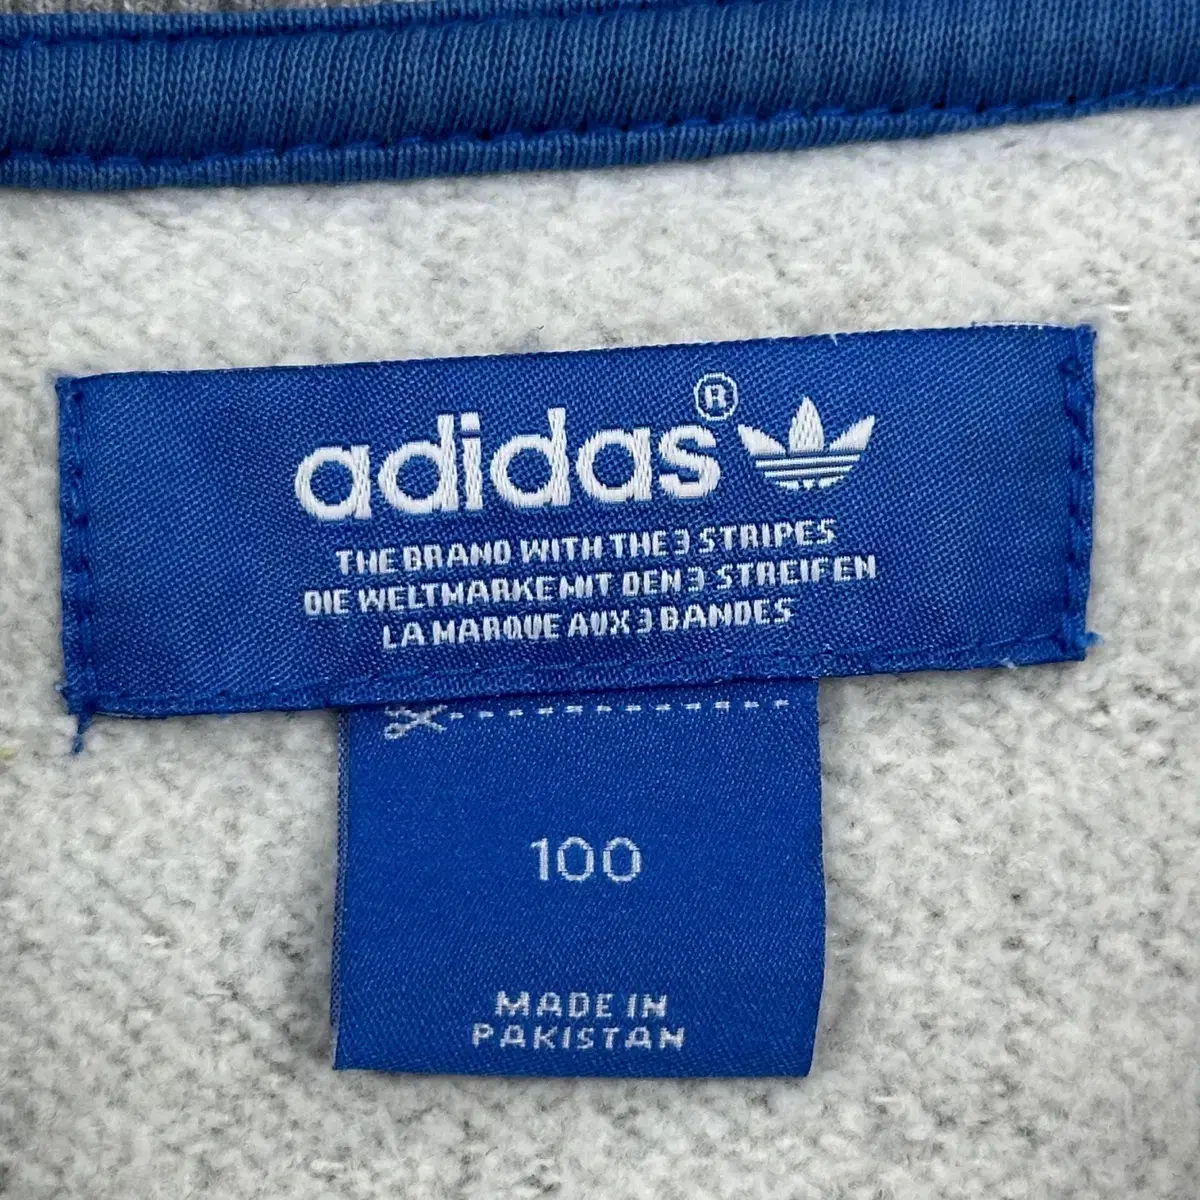 adidas®
THE BRAND WITH THE 3 STRIPES
DIE WELTMARKE MIT DEN 3 STREIFEN
LA MARQUE AUX 3 BANDES
100
MADE IN
PAKISTAN